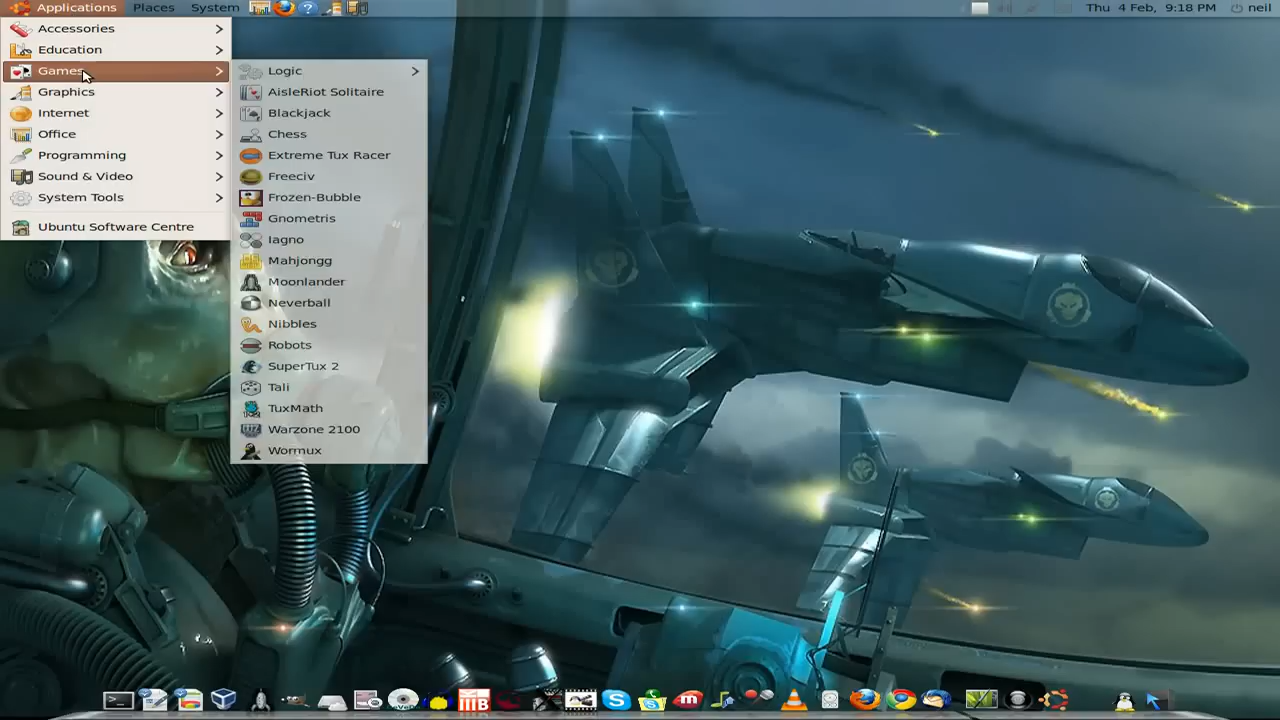 Applications Places System Thu 4 Feb, 9:18 PM neil
Accessories
Education
Games
Graphics
Internet
Office
Programming
Sound & Video
System Tools
Ubuntu Software Centre
Logic
AisleRiot Solitaire
Blackjack
Chess
Extreme Tux Racer
Freeciv
Frozen-Bubble
Gnometris
Iagno
Mahjongg
Moonlander
Neverball
Nibbles
Robots
SuperTux 2
Tali
TuxMath
Warzone 2100
Wormux